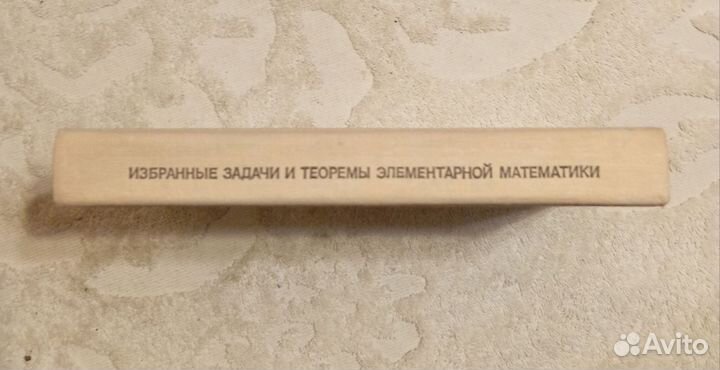 ИЗБРАННЫЕ ЗАДАЧИ И ТЕОРЕМЫ ЭЛЕМЕНТАРНОЙ МАТЕМАТИКИ
Avito